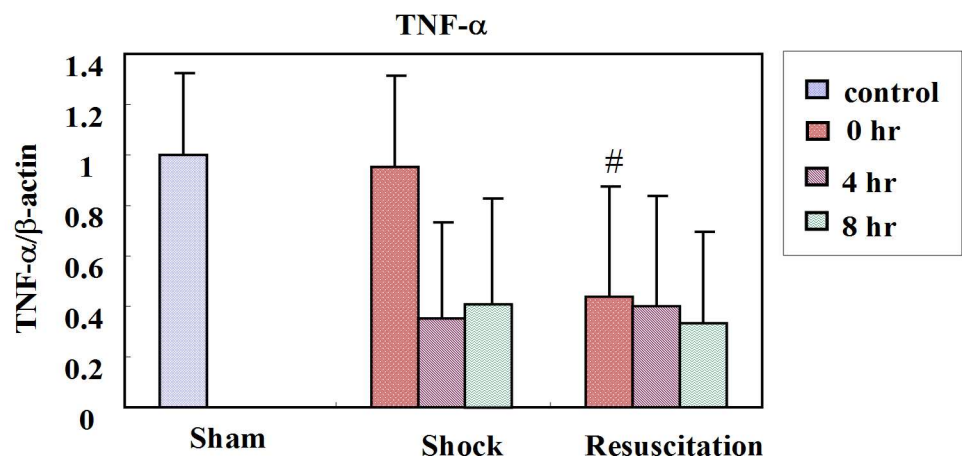 TNF-α
TNF-α/β-actin
1.4
1.2
1
0.8
0.6
0.4
0.2
0
#
Sham
Shock
Resuscitation
control
0 hr
4 hr
8 hr